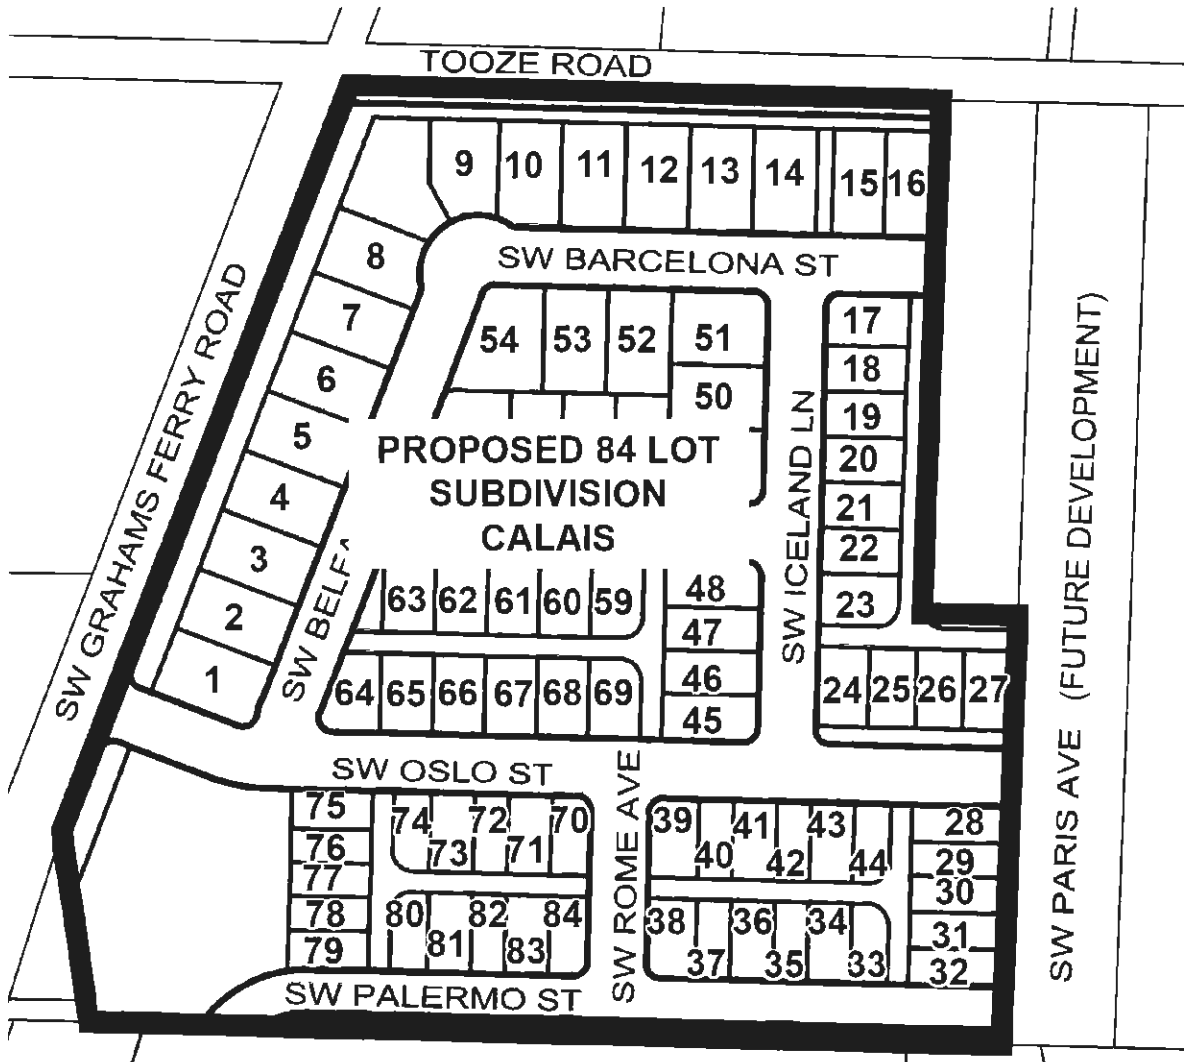 TOOZE ROAD
9 10 11 12 13 14 15 16
8
SW BARCELONA ST
7
17
54 53 52 51
18
6
50
19
5
PROPOSED 84 LOT
SUBDIVISION
CALAIS
20
4
21
3
22
63 62 61 60 59 48
23
2
47
1
64 65 66 67 68 69 46
24 25 26 27
45
SW GRAHAMS FERRY ROAD
SW ICELAND LN
SW PARIS AVE (FUTURE DEVELOPMENT)
SW OSLO ST
SW ROME AVE
75 74 72 70 39 41 43 28
76 73 71 40 42 44 29
77
30
78 80 82 84 38 36 34
31
79 81 83 37 35 33 32
SW PALERMO ST
SW